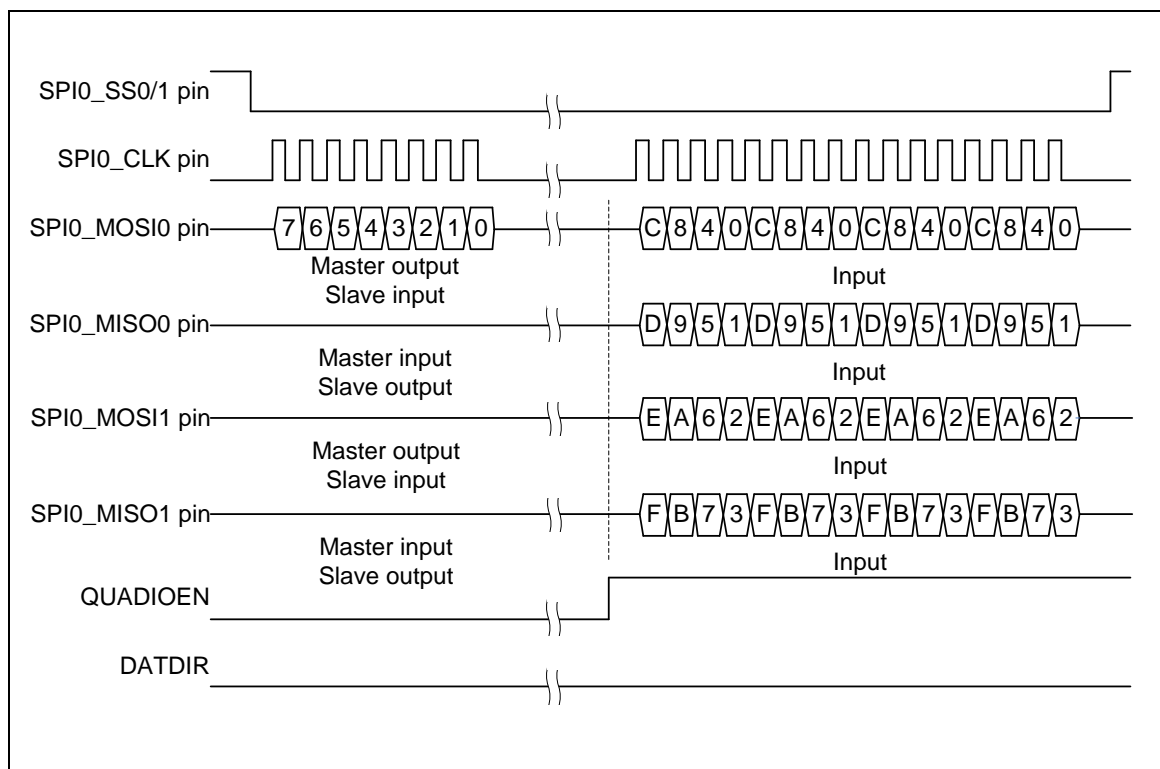 SPI0_SS0/1 pin
SPI0_CLK pin
SPI0_MOSI0 pin 7 6 5 4 3 2 1 0 C 8 4 0 C 8 4 0 C 8 4 0 C 8 4 0
Master output
Slave input
Input
SPI0_MISO0 pin D 9 5 1 D 9 5 1 D 9 5 1 D 9 5 1
Master input
Slave output
Input
SPI0_MOSI1 pin E A 6 2 E A 6 2 E A 6 2 E A 6 2
Master output
Slave input
Input
SPI0_MISO1 pin F B 7 3 F B 7 3 F B 7 3 F B 7 3
Master input
Slave output
Input
QUADIOEN
DATDIR